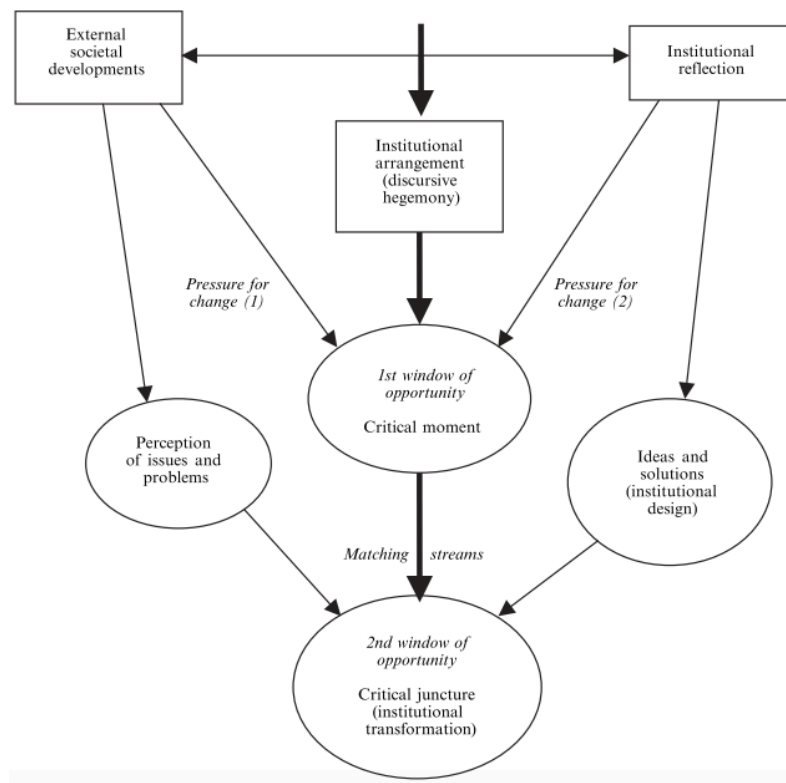 External
societal
developments
Institutional
reflection
Institutional
arrangement
(discursive
hegemony)
Pressure for
change (1)
Pressure for
change (2)
1st window of
opportunity
Critical moment
Perception
of issues and
problems
Ideas and
solutions
(institutional
design)
Matching streams
2nd window of
opportunity
Critical juncture
(institutional
transformation)